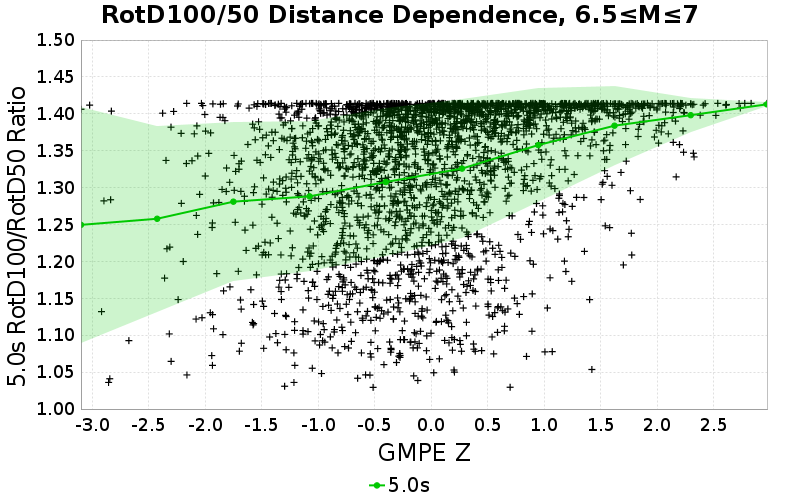 RotD100/50 Distance Dependence, 6.5≤M≤7
5.0s RotD100/RotD50 Ratio
1.50
1.45
1.40
1.35
1.30
1.25
1.20
1.15
1.10
1.05
1.00
-3.0 -2.5 -2.0 -1.5 -1.0 -0.5 0.0 0.5 1.0 1.5 2.0 2.5
GMPE Z
5.0s